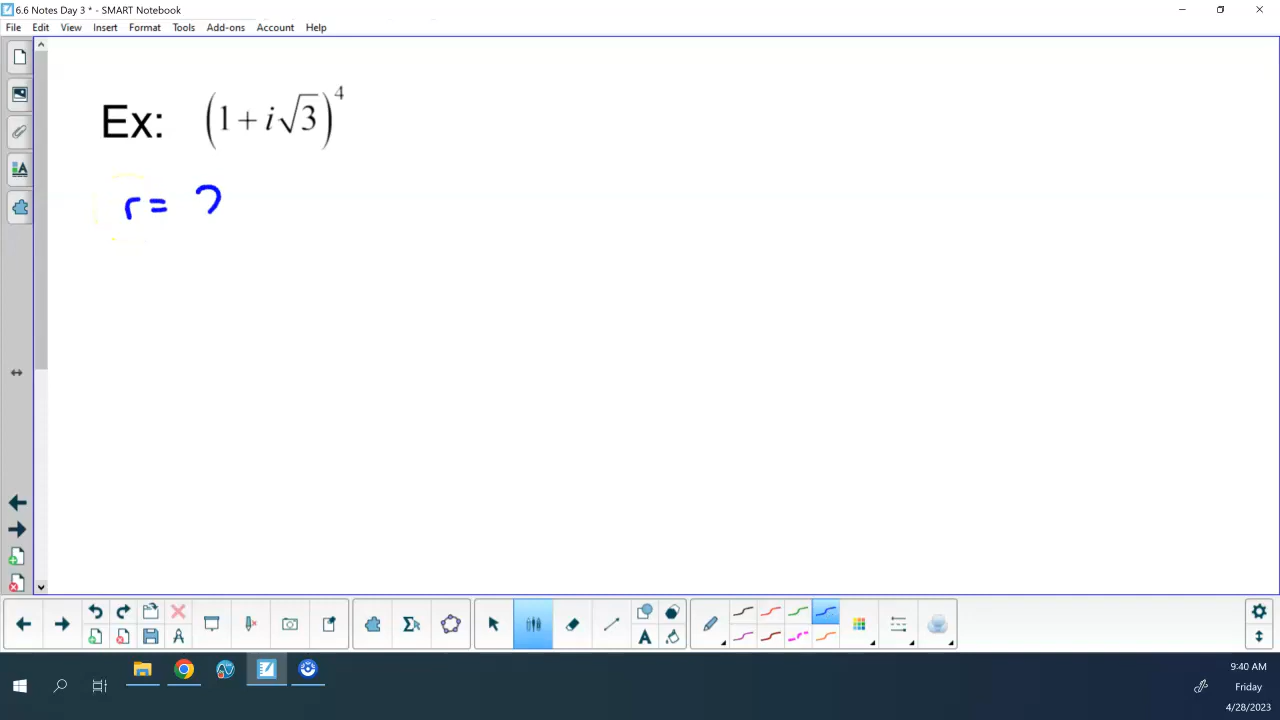 6.6 Notes Day 3 * - SMART Notebook
File Edit View Insert Format Tools Add-ons Account Help
Ex: (1 + i√3)^4
r = 2
9:40 AM
Friday
4/28/2023